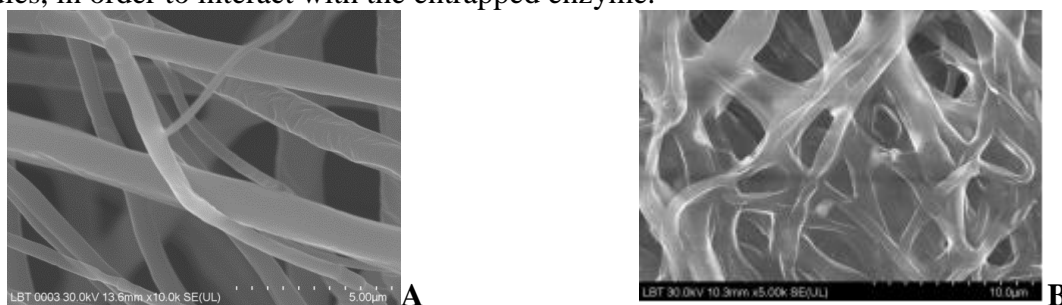 in order to interact with the entrapped enzyme.
LBT 0003 30.0kV 13.6mm x10.0k SE(UL) 5.00µm A
LBT 30.0kV 10.3mm x5.00k SE(UL) 10.0µm